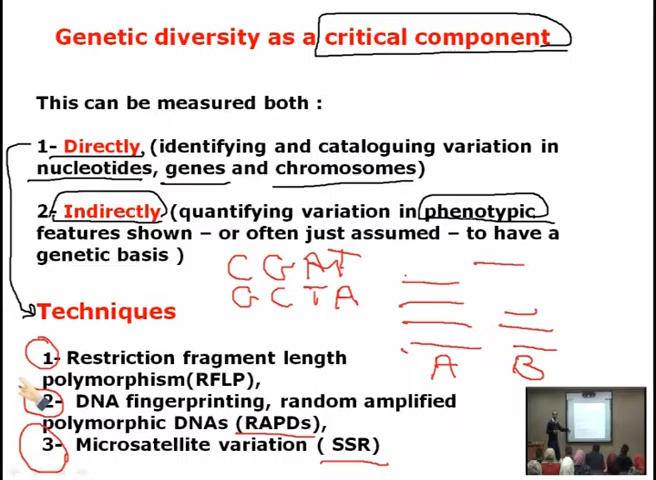 Genetic diversity as a critical component
This can be measured both :
1- Directly, (identifying and cataloguing variation in
nucleotides, genes and chromosomes)
2- Indirectly (quantifying variation in phenotypic
features shown – or often just assumed – to have a
genetic basis )
C G A T
G C T A
A B
Techniques
1- Restriction fragment length
polymorphism(RFLP),
2- DNA fingerprinting, random amplified
polymorphic DNAs (RAPDs),
3- Microsatellite variation ( SSR)